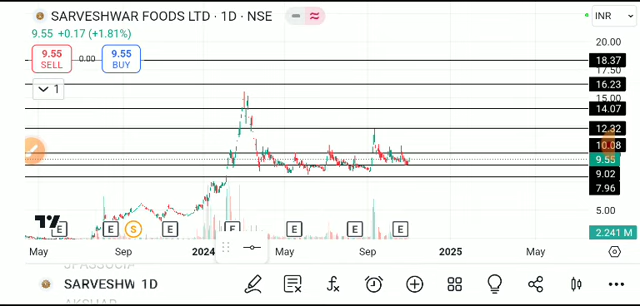 SARVESHWAR FOODS LTD · 1D · NSE
INR
9.55 +0.17 (+1.81%)
9.55 SELL
0.00
9.55 BUY
1
20.00
18.37
17.50
16.23
15.00
14.07
12.32
10.08
9.55
9.02
7.96
5.00
2.241 M
E E S E E E E E
May Sep 2024 May Sep 2025 May
SARVESHW 1D